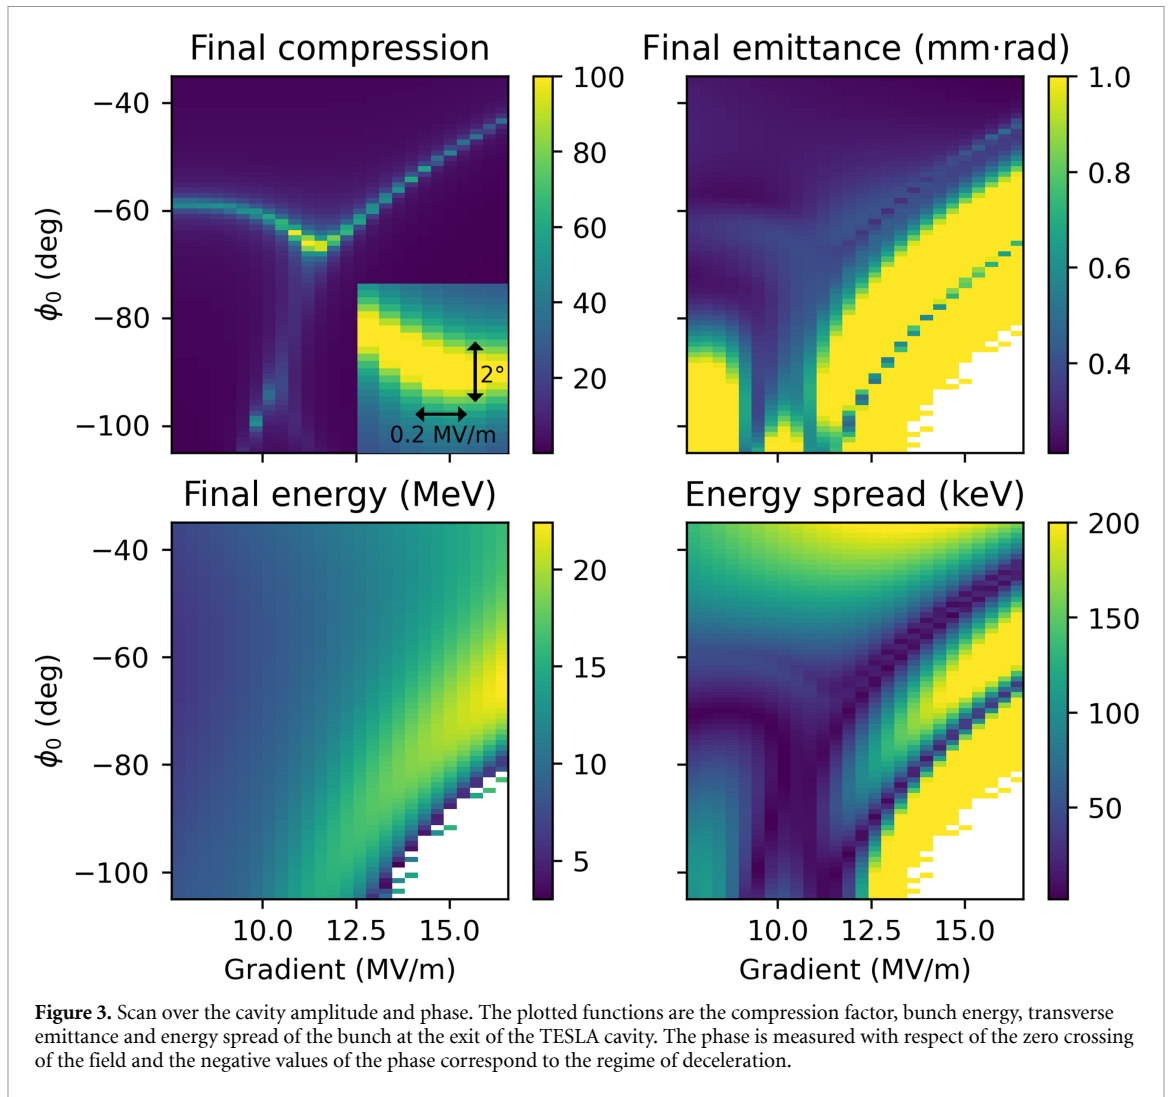 Final compression
Final emittance (mm·rad)
−40
−60
−80
−100
ϕ0 (deg)
2°
0.2 MV/m
100
80
60
40
20
1.0
0.8
0.6
0.4
Final energy (MeV)
Energy spread (keV)
−40
−60
−80
−100
ϕ0 (deg)
20
15
10
5
200
150
100
50
10.0 12.5 15.0
Gradient (MV/m)
10.0 12.5 15.0
Gradient (MV/m)
Figure 3. Scan over the cavity amplitude and phase. The plotted functions are the compression factor, bunch energy, transverse
emittance and energy spread of the bunch at the exit of the TESLA cavity. The phase is measured with respect of the zero crossing
of the field and the negative values of the phase correspond to the regime of deceleration.